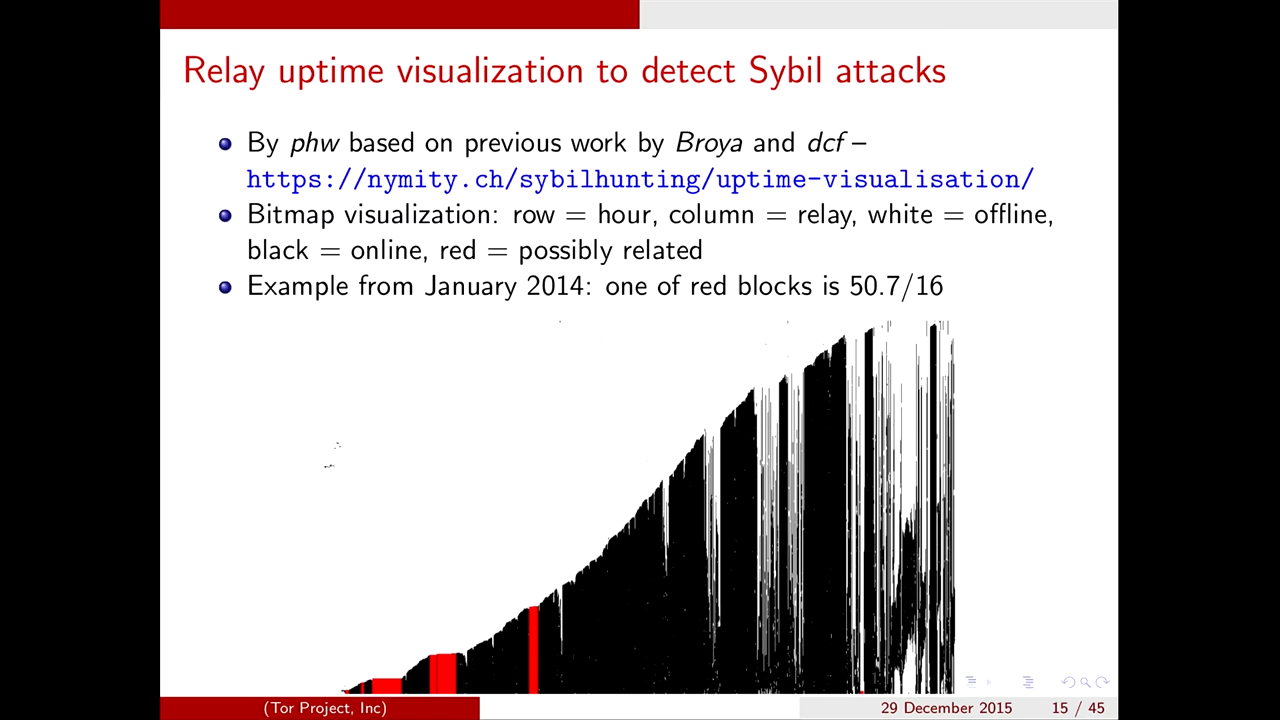 Relay uptime visualization to detect Sybil attacks
By phw based on previous work by Broya and dcf –
https://nymity.ch/sybilhunting/uptime-visualisation/
Bitmap visualization: row = hour, column = relay, white = offline,
black = online, red = possibly related
Example from January 2014: one of red blocks is 50.7/16
(Tor Project, Inc)
29 December 2015
15 / 45